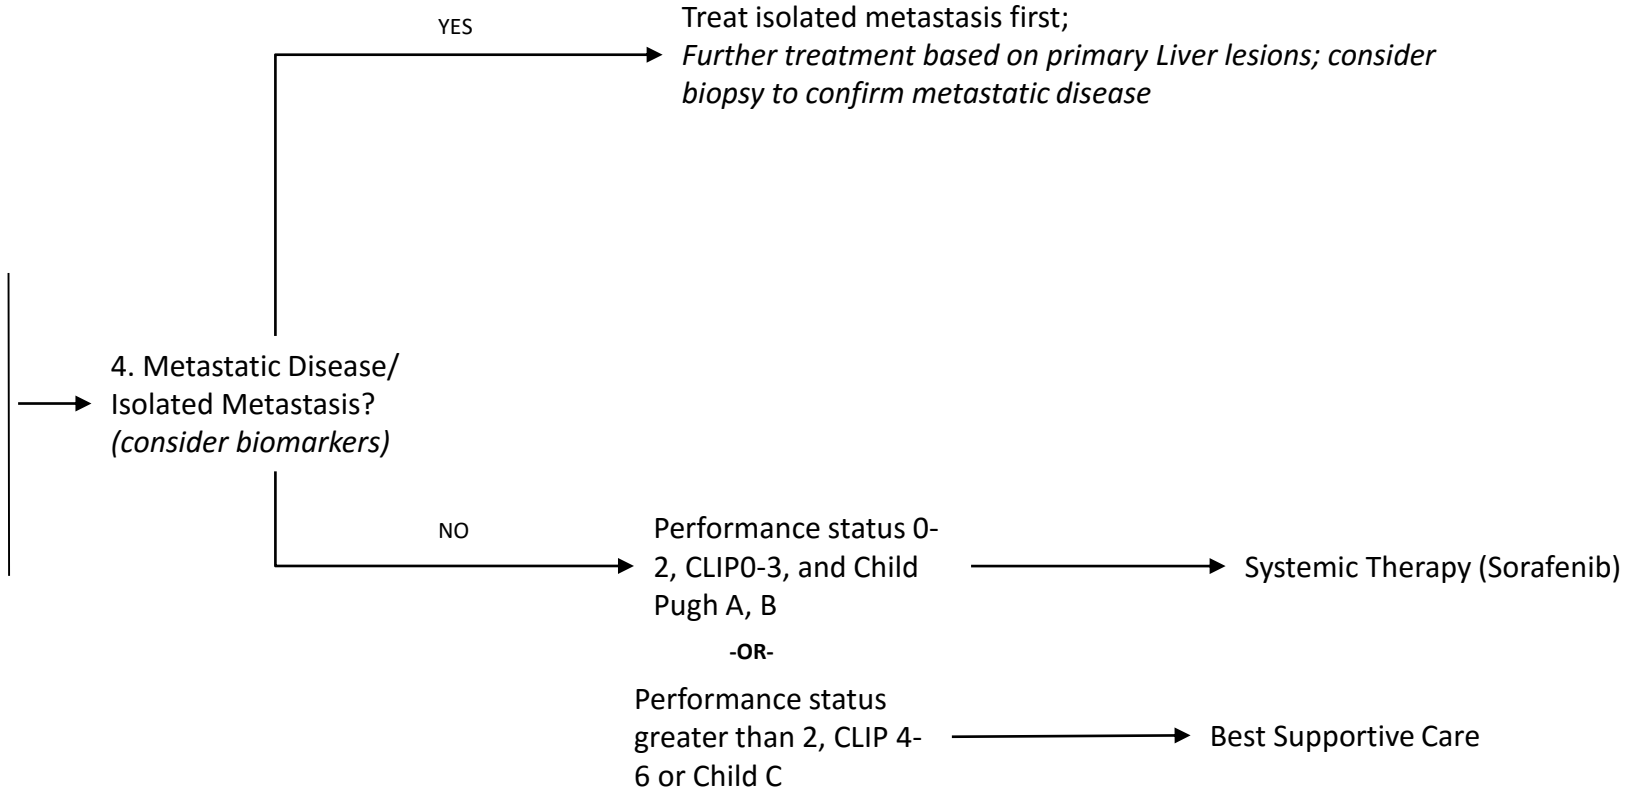 YES
Treat isolated metastasis first;
Further treatment based on primary Liver lesions; consider
biopsy to confirm metastatic disease
4. Metastatic Disease/
Isolated Metastasis?
(consider biomarkers)
NO
Performance status 0-
2, CLIP0-3, and Child
Pugh A, B
Systemic Therapy (Sorafenib)
-OR-
Performance status
greater than 2, CLIP 4-
6 or Child C
Best Supportive Care